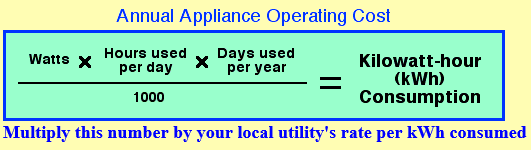 Annual Appliance Operating Cost
Watts × Hours used per day × Days used per year
1000
= Kilowatt-hour
(kWh)
Consumption
Multiply this number by your local utility's rate per kWh consumed